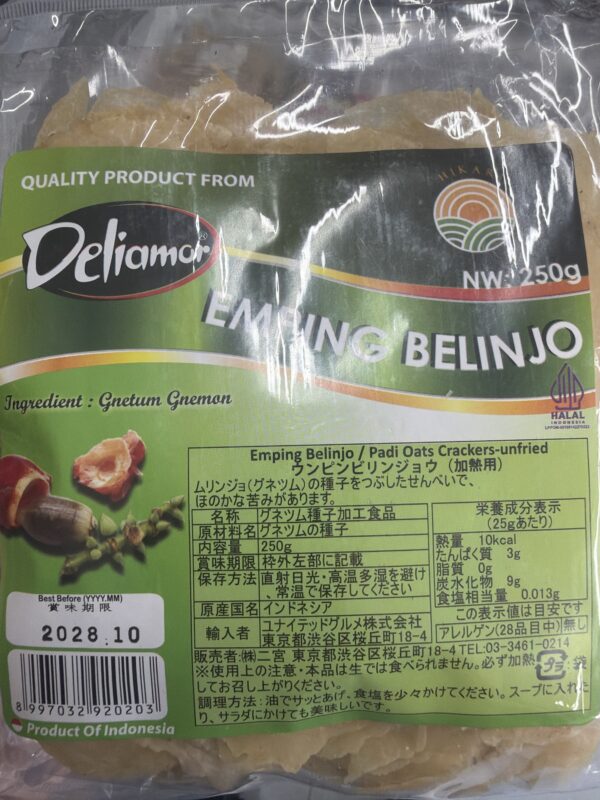 QUALITY PRODUCT FROM
HIKARI
Deliamor
NW: 250g
EMPING BELINJO
Ingredient : Gnetum Gnemon
HALAL
INDONESIA
Emping Belinjo / Padi Oats Crackers-unfried
ウンピンビリンジョウ（加熱用）
ムリンジョ(グネツム)の種子をつぶしたせんべいで、
ほのかな苦みがあります。
名称 グネツム種子加工食品
原材料名 グネツムの種子
内容量 250g
賞味期限 枠外左部に記載
保存方法 直射日光・高温多湿を避け
、常温で保存してください
原産国名 インドネシア
輸入者 ユナイテッドグルメ株式会社
東京都渋谷区桜丘町18-4
栄養成分表示
(25gあたり)
熱量 10kcal
たんぱく質 3g
脂質 0g
炭水化物 9g
食塩相当量 0.013g
この表示値は目安です
アレルゲン(28品目中)無し
販売者:㈱二宮 東京都渋谷区桜丘町18-4 TEL:03-3461-0214
※使用上の注意・本品は生では食べられません。必ず加熱
してお召し上がりください。
プラ
袋
調理方法：油でサッとあげ、食塩を少々かけてください。スープに入れた
り、サラダにかけても美味しいです。
Best Before (YYYY.MM)
賞味期限
2028.10
8 997032 920203
Product Of Indonesia